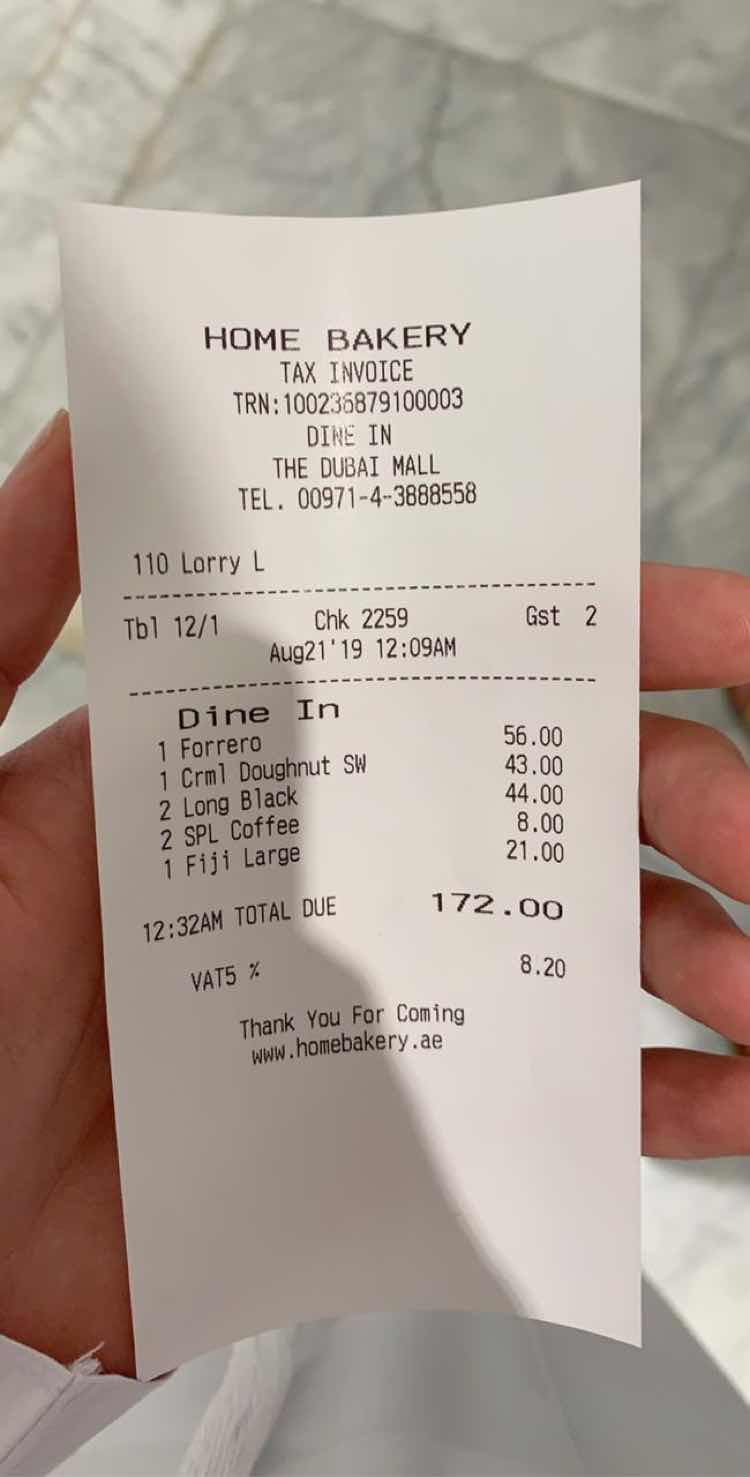 HOME BAKERY
TAX INVOICE
TRN:100236879100003
DINE IN
THE DUBAI MALL
TEL. 00971-4-3888558
110 Lorry L
Tbl 12/1 Chk 2259 Gst 2
Aug21'19 12:09AM
Dine In
1 Forrero 56.00
1 Crml Doughnut SW 43.00
2 Long Black 44.00
2 SPL Coffee 8.00
1 Fiji Large 21.00
12:32AM TOTAL DUE 172.00
VAT5 % 8.20
Thank You For Coming
www.homebakery.ae